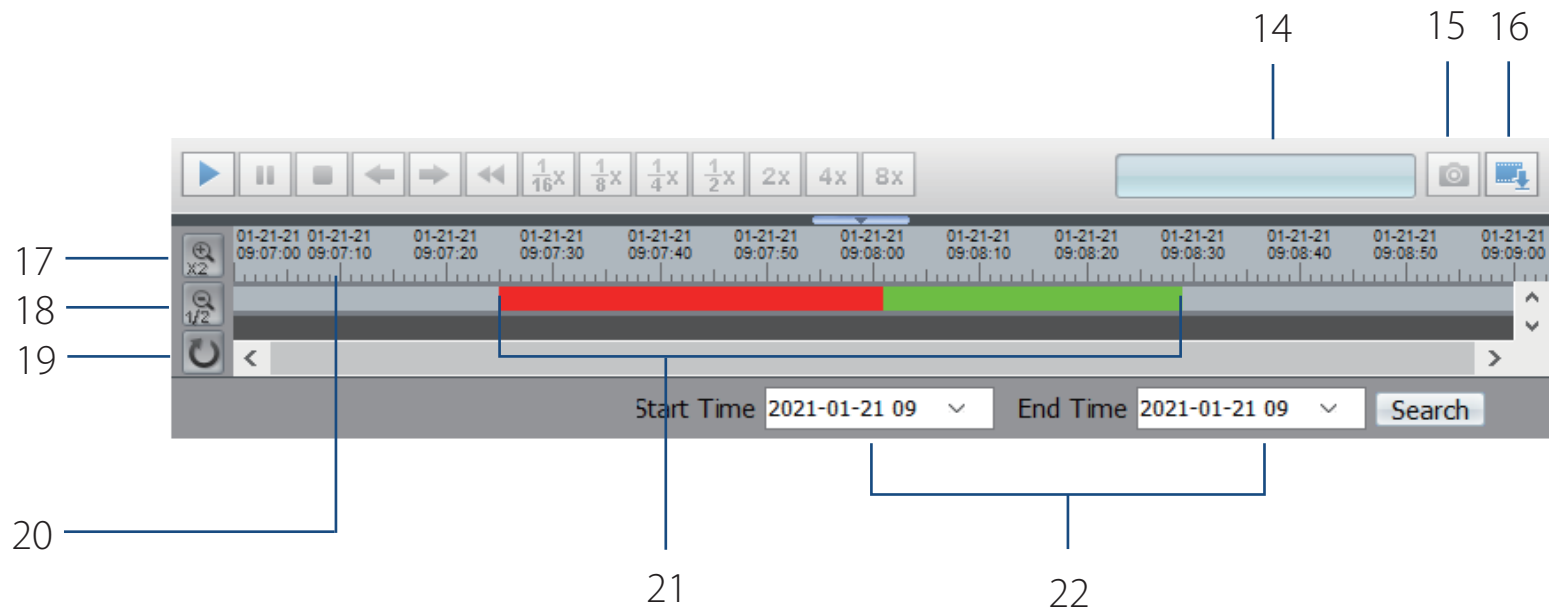 14 15 16
1/16x 1/8x 1/4x 1/2x 2x 4x 8x
01-21-21 01-21-21 01-21-21 01-21-21 01-21-21 01-21-21 01-21-21 01-21-21 01-21-21 01-21-21 01-21-21 01-21-21 01-21-21
09:07:00 09:07:10 09:07:20 09:07:30 09:07:40 09:07:50 09:08:00 09:08:10 09:08:20 09:08:30 09:08:40 09:08:50 09:09:00
17 X2
18 1/2
19
Start Time 2021-01-21 09 End Time 2021-01-21 09 Search
20
21 22